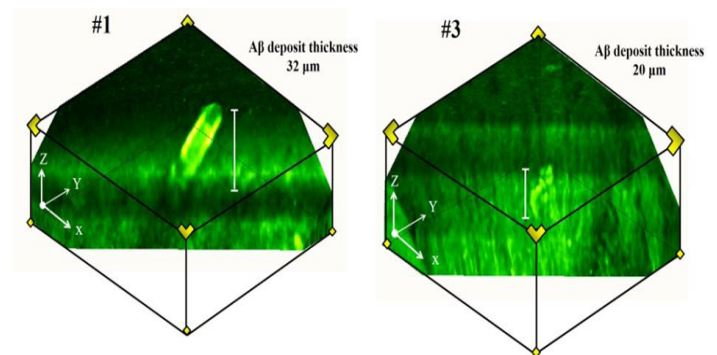 #1
Aβ deposit thickness
32 µm
Z
Y
x
#3
Aβ deposit thickness
20 µm
Z
Y
x